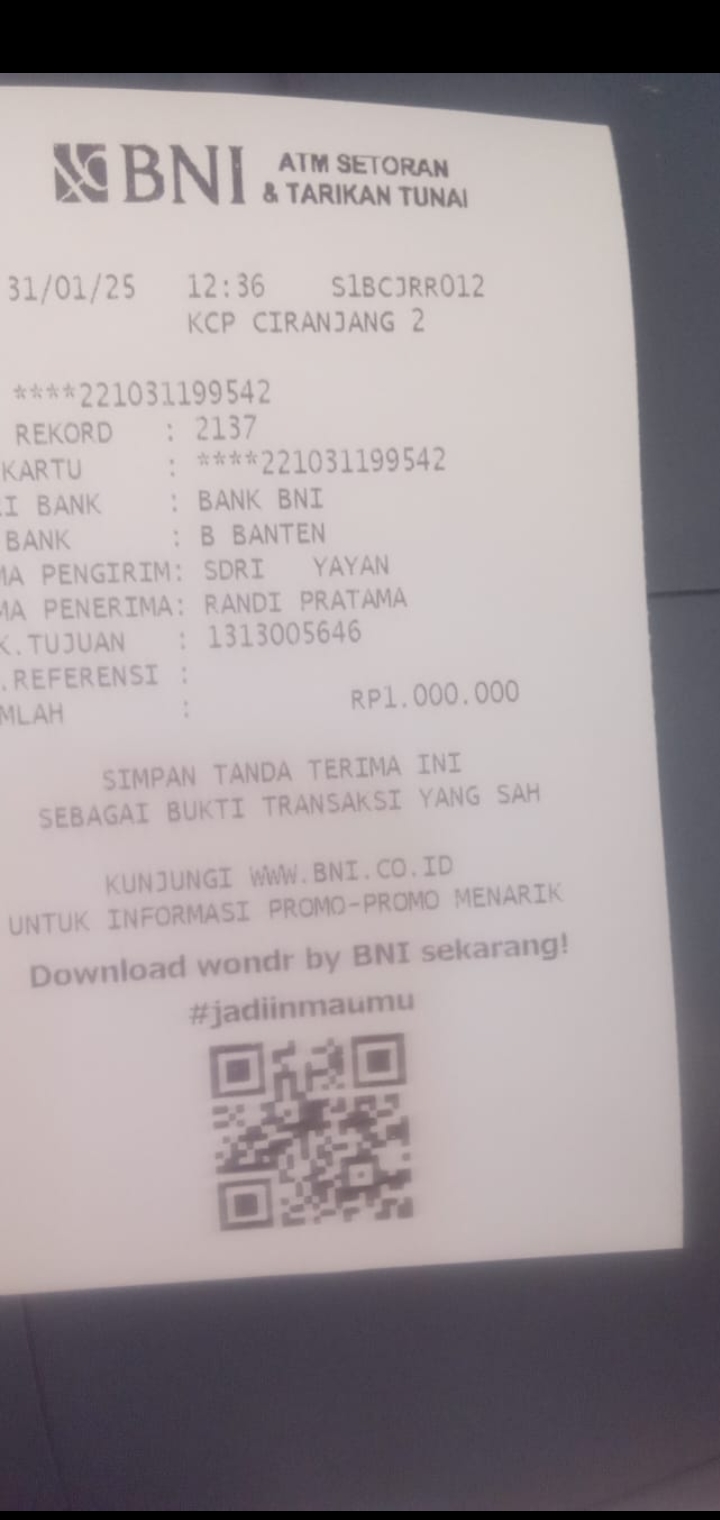 BNI ATM SETORAN
& TARIKAN TUNAI
31/01/25 12:36 S1BCJRR012
KCP CIRANJANG 2
****221031199542
REKORD : 2137
KARTU : ****221031199542
I BANK : BANK BNI
BANK : B BANTEN
MA PENGIRIM: SDRI YAYAN
MA PENERIMA: RANDI PRATAMA
K.TUJUAN : 1313005646
.REFERENSI :
MLAH : RP1.000.000
SIMPAN TANDA TERIMA INI
SEBAGAI BUKTI TRANSAKSI YANG SAH
KUNJUNGI WWW.BNI.CO.ID
UNTUK INFORMASI PROMO-PROMO MENARIK
Download wondr by BNI sekarang!
#jadiinmaumu